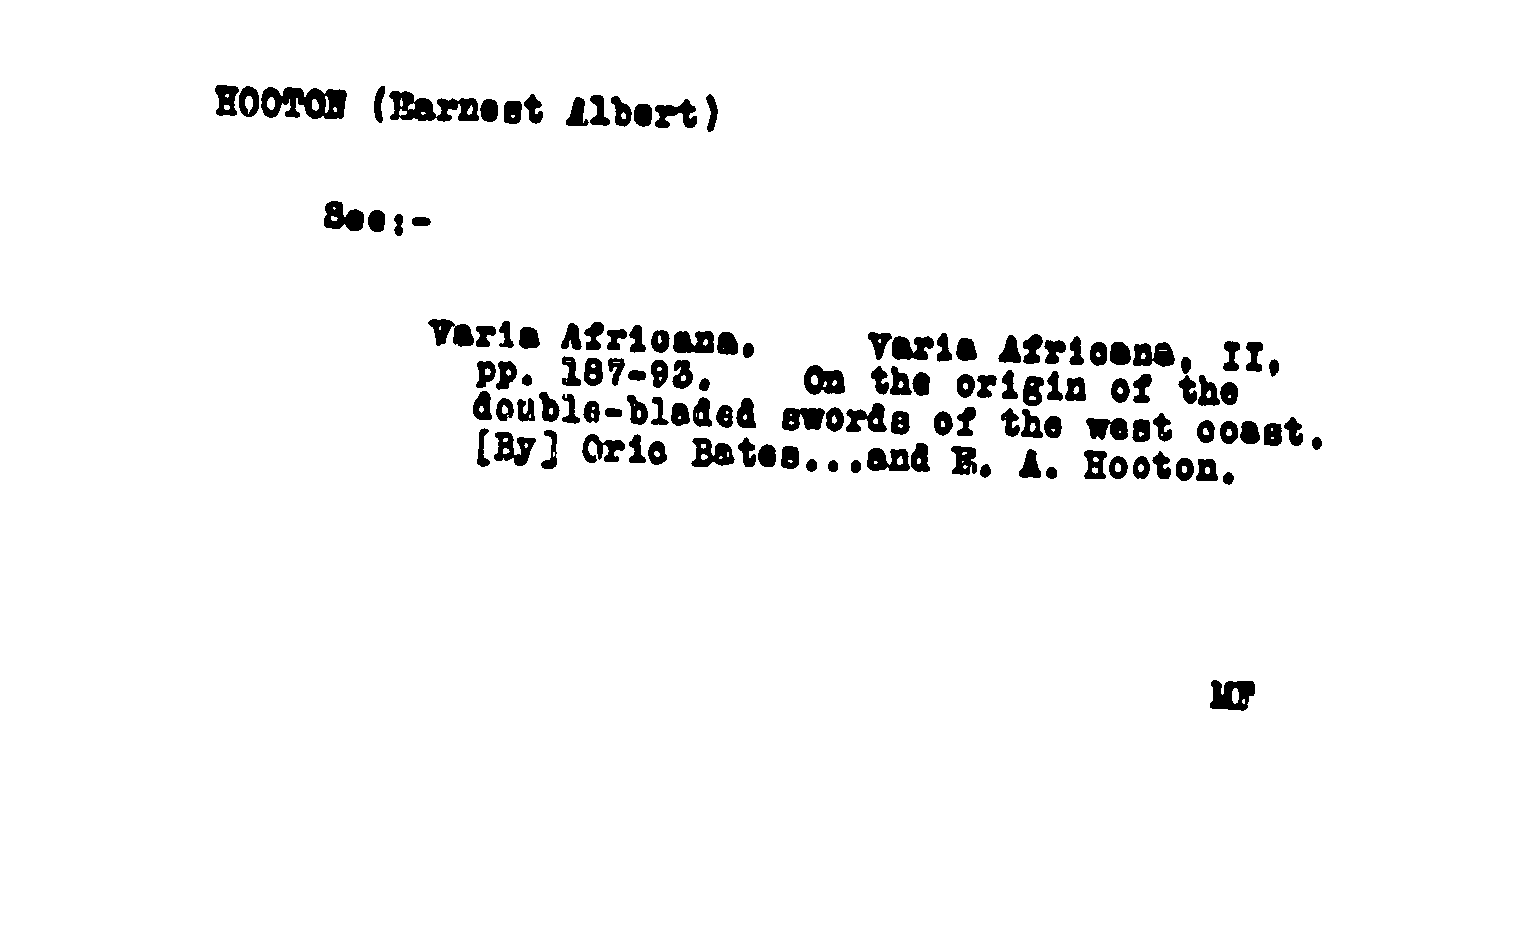 HOOTON (Earnest Albert)
See:-
Varia Africana. Varia Africana, II,
pp. 187-93. On the origin of the
double-bladed swords of the west coast.
[By] Oric Bates...and E. A. Hooton.
MF